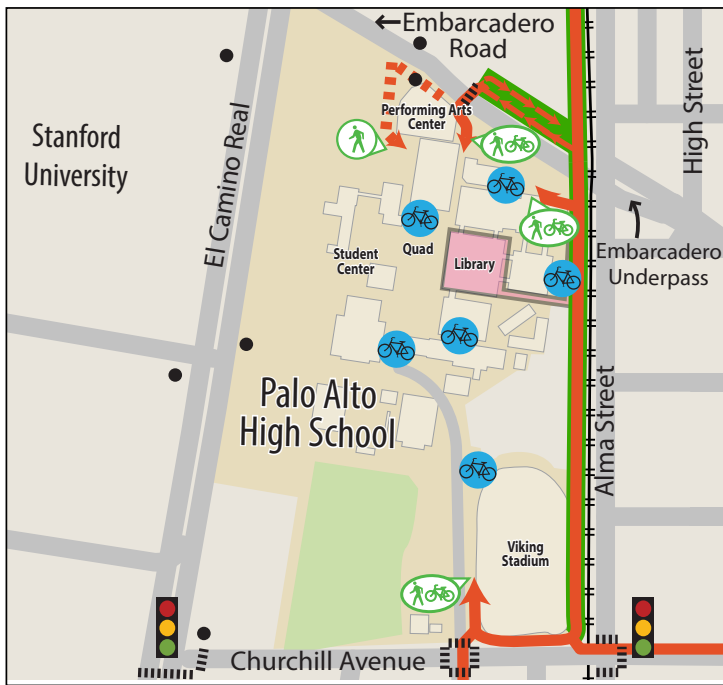 ←Embarcadero
Road
Performing Arts
Center
High Street
Stanford
University
El Camino Real
Quad
Student
Center
Library
Embarcadero
Underpass
Palo Alto
High School
Alma Street
Viking
Stadium
Churchill Avenue